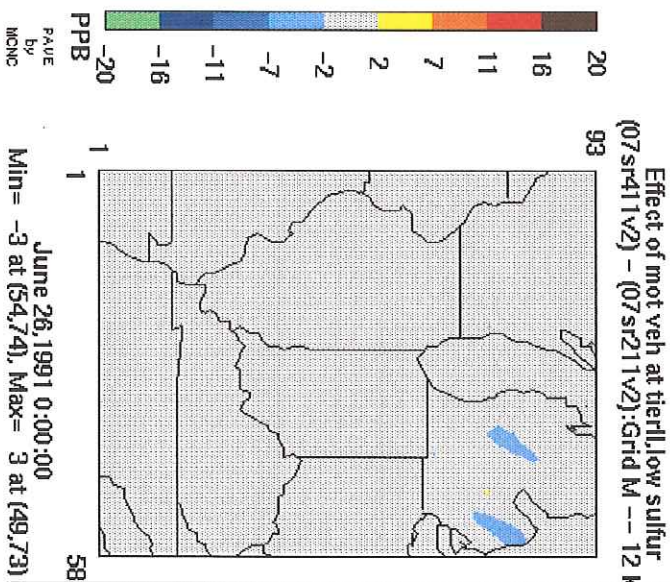 Effect of mot veh at tierII,low sulfur
(07sr411v2) - (07sr211v2):Grid M -- 12 k
93
1
1
58
20
16
11
7
2
-2
-7
-11
-16
-20
PPB
PAVE
by
MCNC
June 26,1991 0:00:00
Min= -3 at (54,74), Max= 3 at (49,73)